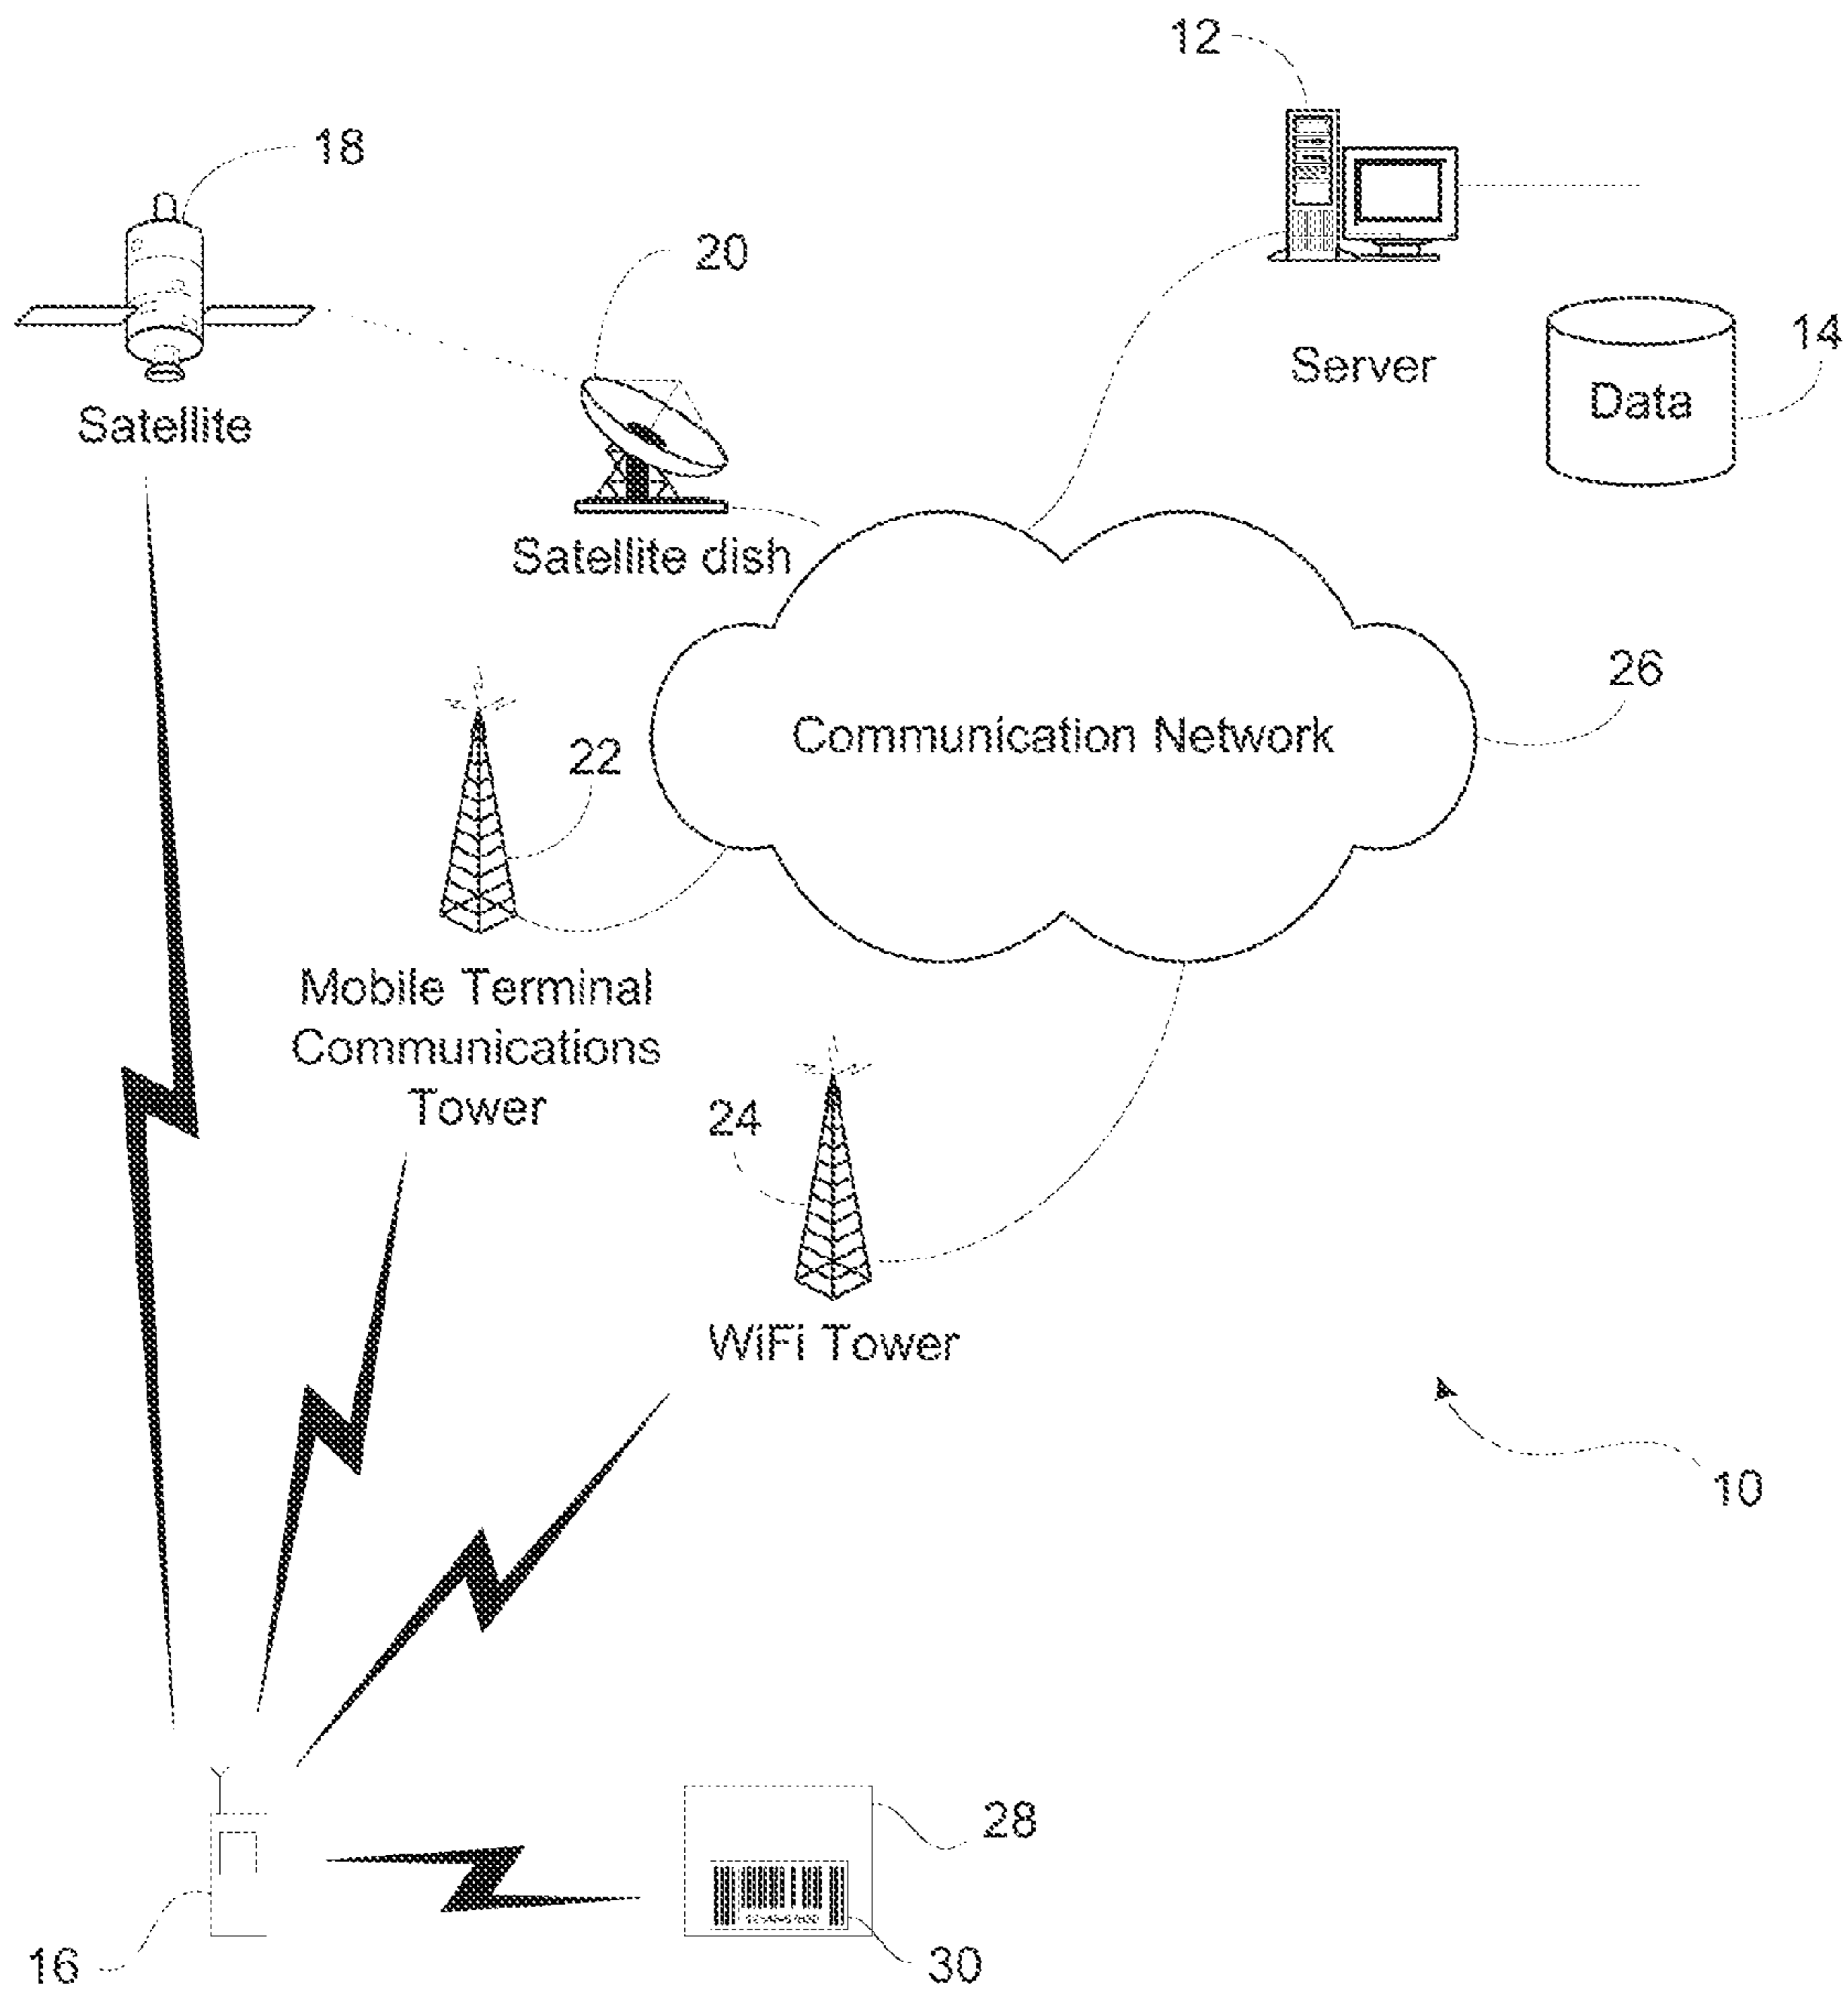 12
18
20
Server
14
Data
Satellite
Satellite dish
26
Communication Network
22
Mobile Terminal
Communications
Tower
24
WiFi Tower
10
28
16
30